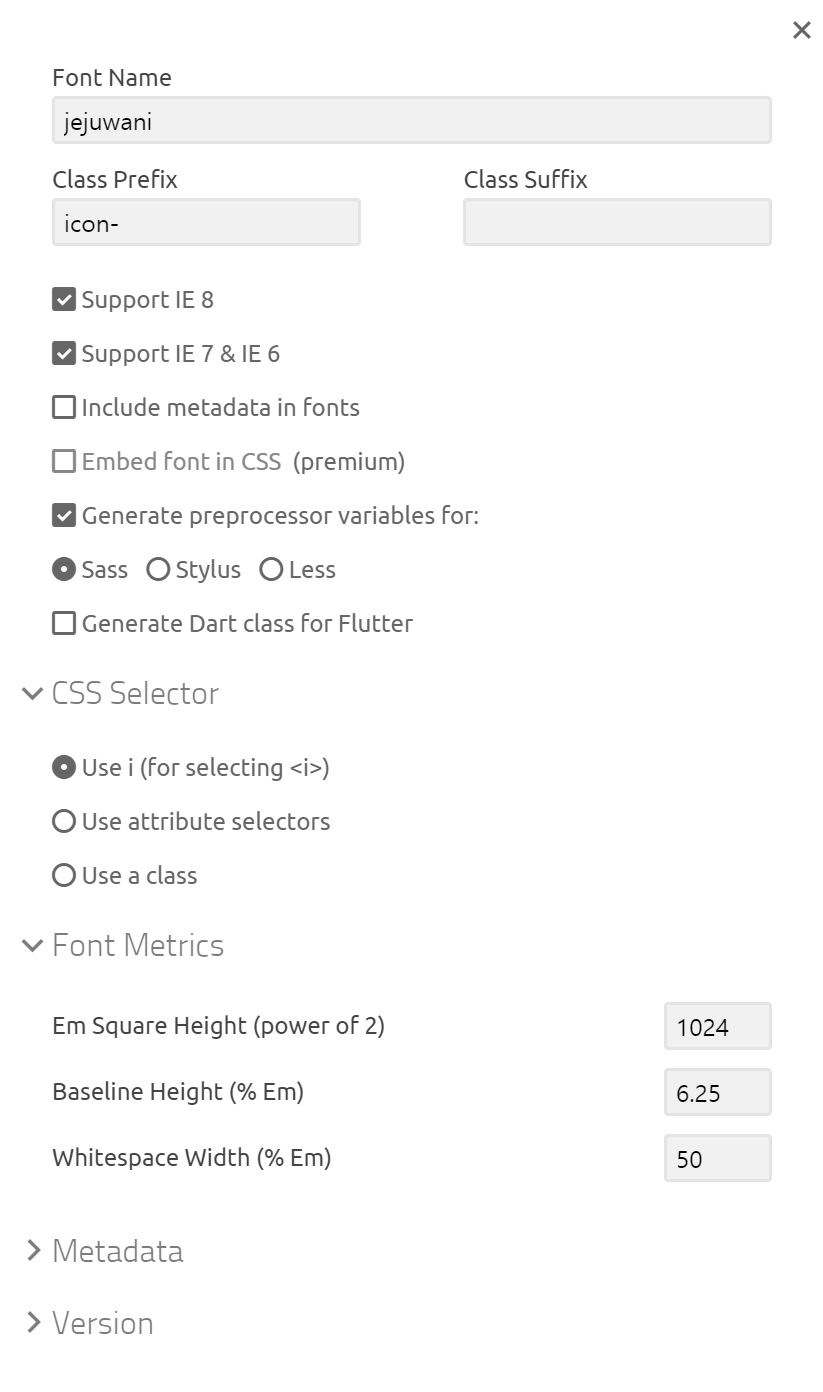 Font Name
jejuwani
Class Prefix Class Suffix
icon-
Support IE 8
Support IE 7 & IE 6
Include metadata in fonts
Embed font in CSS (premium)
Generate preprocessor variables for:
Sass Stylus Less
Generate Dart class for Flutter
CSS Selector
Use i (for selecting <i>)
Use attribute selectors
Use a class
Font Metrics
Em Square Height (power of 2) 1024
Baseline Height (% Em) 6.25
Whitespace Width (% Em) 50
Metadata
Version